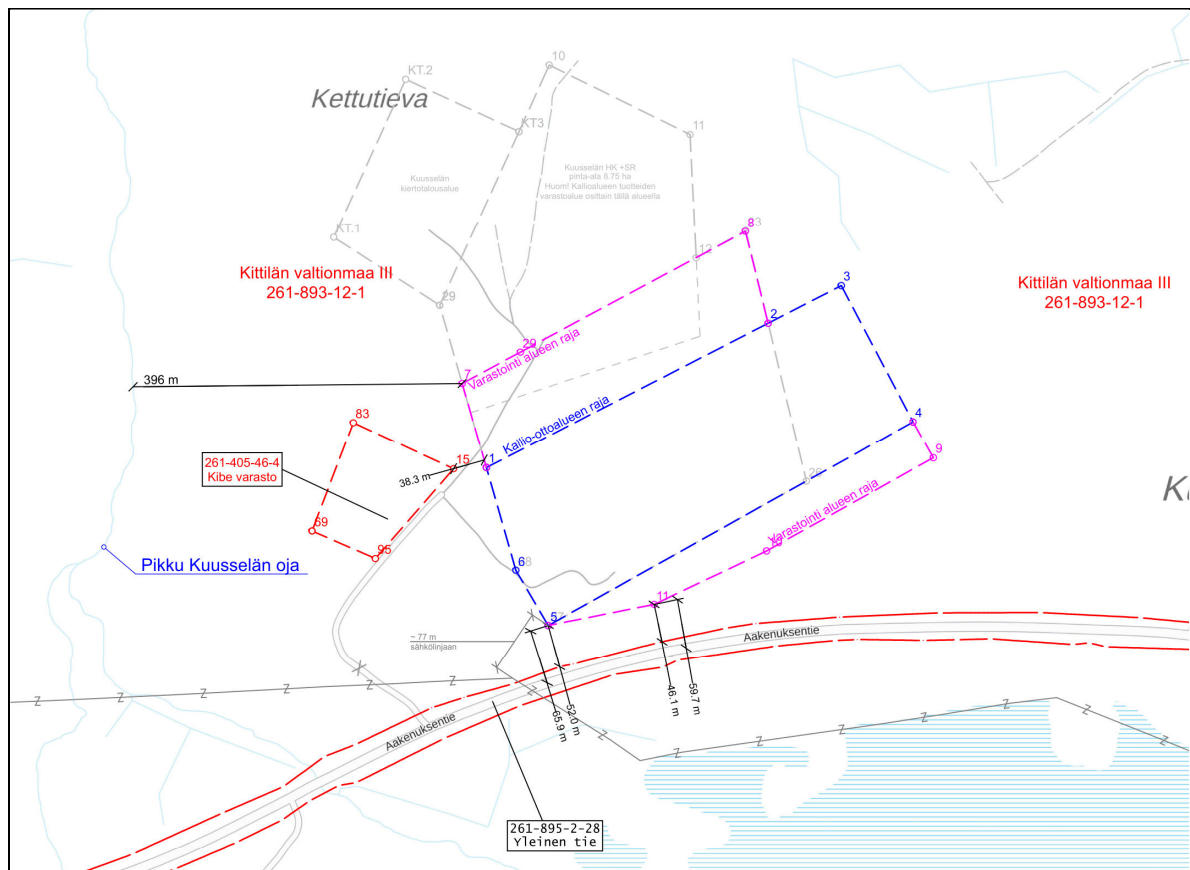 10
KT.2
Kettutieva
KT3
11
Kuusselän HK +SR
pinta-ala 8.75 ha
Huom! Kallioalueen tuotteiden
varastoalue osittain tällä alueella
Kuusselän
kiertotalousalue
KT.1
8
12
Kittilän valtionmaa III
261-893-12-1
Kittilän valtionmaa III
261-893-12-1
3
29
2
Varastointi alueen raja
7
396 m
83
4
Kallio-ottoalueen raja
15
1
9
261-405-46-4
Kibe varasto
38.3 m
26
Varastointi alueen raja
69
95
Pikku Kuusselän oja
6
5
11
~ 77 m
sähkölinjaan
Aakenuksentie
46.1 m
59.7 m
52.0 m
65.9 m
Aakenuksentie
Z
Z
Z
Z
Z
Z
Z
Z
Z
Z
Z
Z
Z
261-895-2-28
Yleinen tie